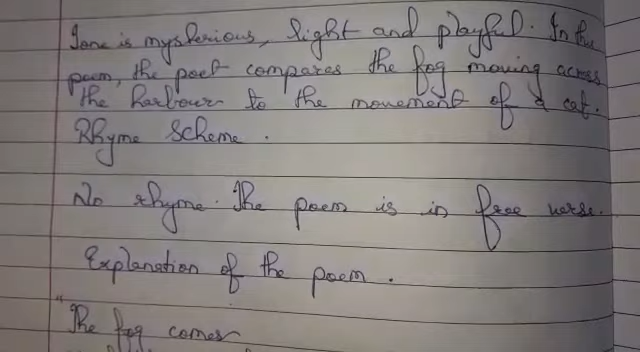 Tone is mysterious, light and playful. In the
poem, the poet compares the fog moving across
the harbour to the movement of a cat.
Rhyme Scheme.
No rhyme. The poem is in free verse.
Explanation of the poem.
"The fog comes